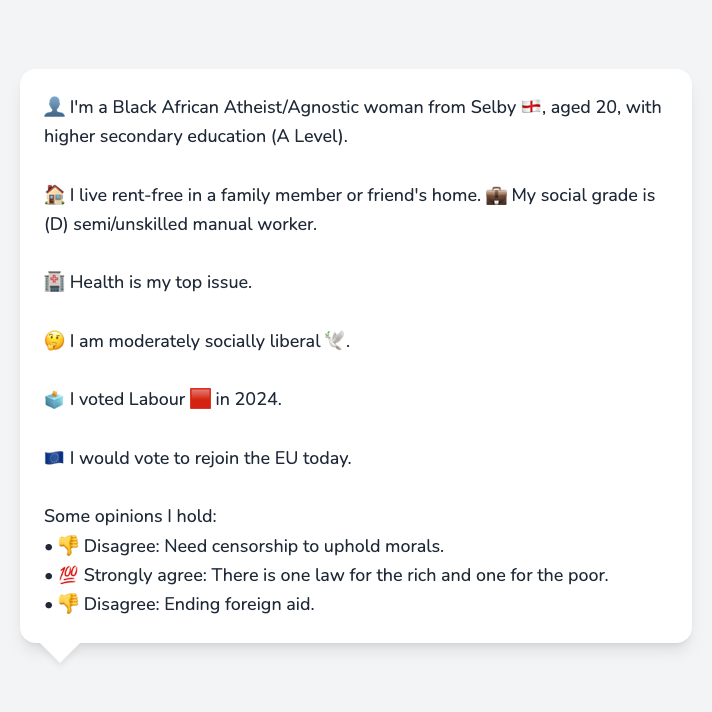 👤 I'm a Black African Atheist/Agnostic woman from Selby 🏴󠁧󠁢󠁥󠁮󠁧󠁿, aged 20, with
higher secondary education (A Level).
🏠 I live rent-free in a family member or friend's home. 💼 My social grade is
(D) semi/unskilled manual worker.
🏥 Health is my top issue.
🤔 I am moderately socially liberal 🕊️.
🗳️ I voted Labour 🟥 in 2024.
🇪🇺 I would vote to rejoin the EU today.
Some opinions I hold:
• 👎 Disagree: Need censorship to uphold morals.
• 💯 Strongly agree: There is one law for the rich and one for the poor.
• 👎 Disagree: Ending foreign aid.